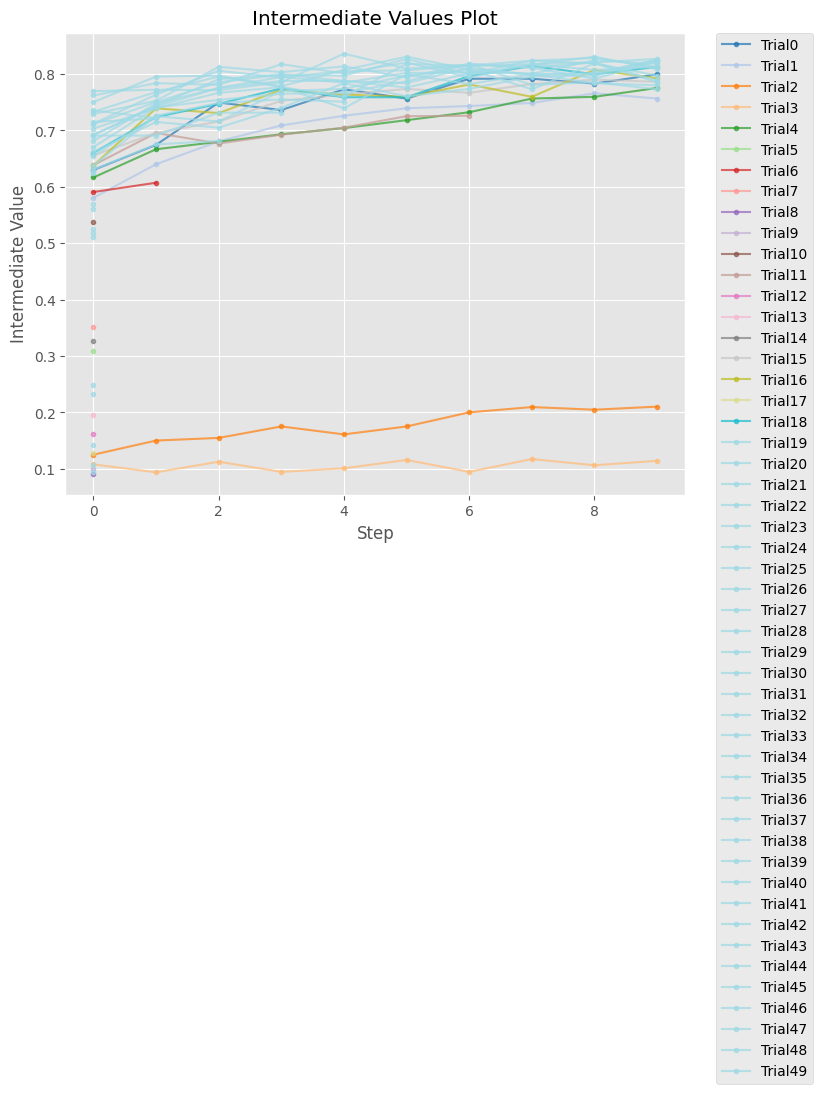 Intermediate Values Plot
Intermediate Value
0.8
0.7
0.6
0.5
0.4
0.3
0.2
0.1
0
2
4
6
8
Step
Trial0
Trial1
Trial2
Trial3
Trial4
Trial5
Trial6
Trial7
Trial8
Trial9
Trial10
Trial11
Trial12
Trial13
Trial14
Trial15
Trial16
Trial17
Trial18
Trial19
Trial20
Trial21
Trial22
Trial23
Trial24
Trial25
Trial26
Trial27
Trial28
Trial29
Trial30
Trial31
Trial32
Trial33
Trial34
Trial35
Trial36
Trial37
Trial38
Trial39
Trial40
Trial41
Trial42
Trial43
Trial44
Trial45
Trial46
Trial47
Trial48
Trial49